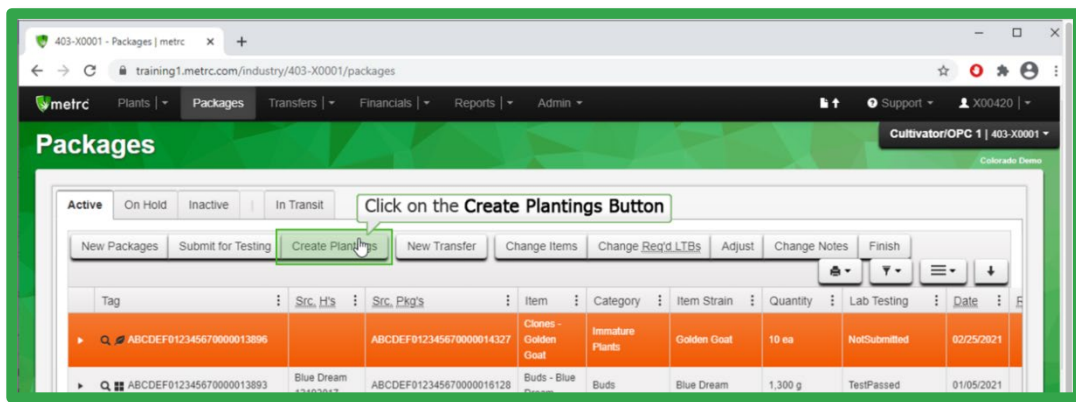 403-X0001 - Packages | metrc
training1.metrc.com/industry/403-X0001/packages
metrc Plants Packages Transfers Financials Reports Admin Support X00420
Packages
Cultivator/OPC 1 | 403-X0001
Colorado Demo
Active On Hold Inactive In Transit
Click on the Create Plantings Button
New Packages Submit for Testing Create Plantings New Transfer Change Items Change Req'd LTBs Adjust Change Notes Finish
Tag Src. H's Src. Pkg's Item Category Item Strain Quantity Lab Testing Date
ABCDEF012345670000013896 ABCDEF012345670000014327 Clones - Golden Goat Immature Plants Golden Goat 10 ea NotSubmitted 02/25/2021
ABCDEF012345670000013893 Blue Dream ABCDEF012345670000016128 Buds - Blue Buds Blue Dream 1,300 g TestPassed 01/05/2021